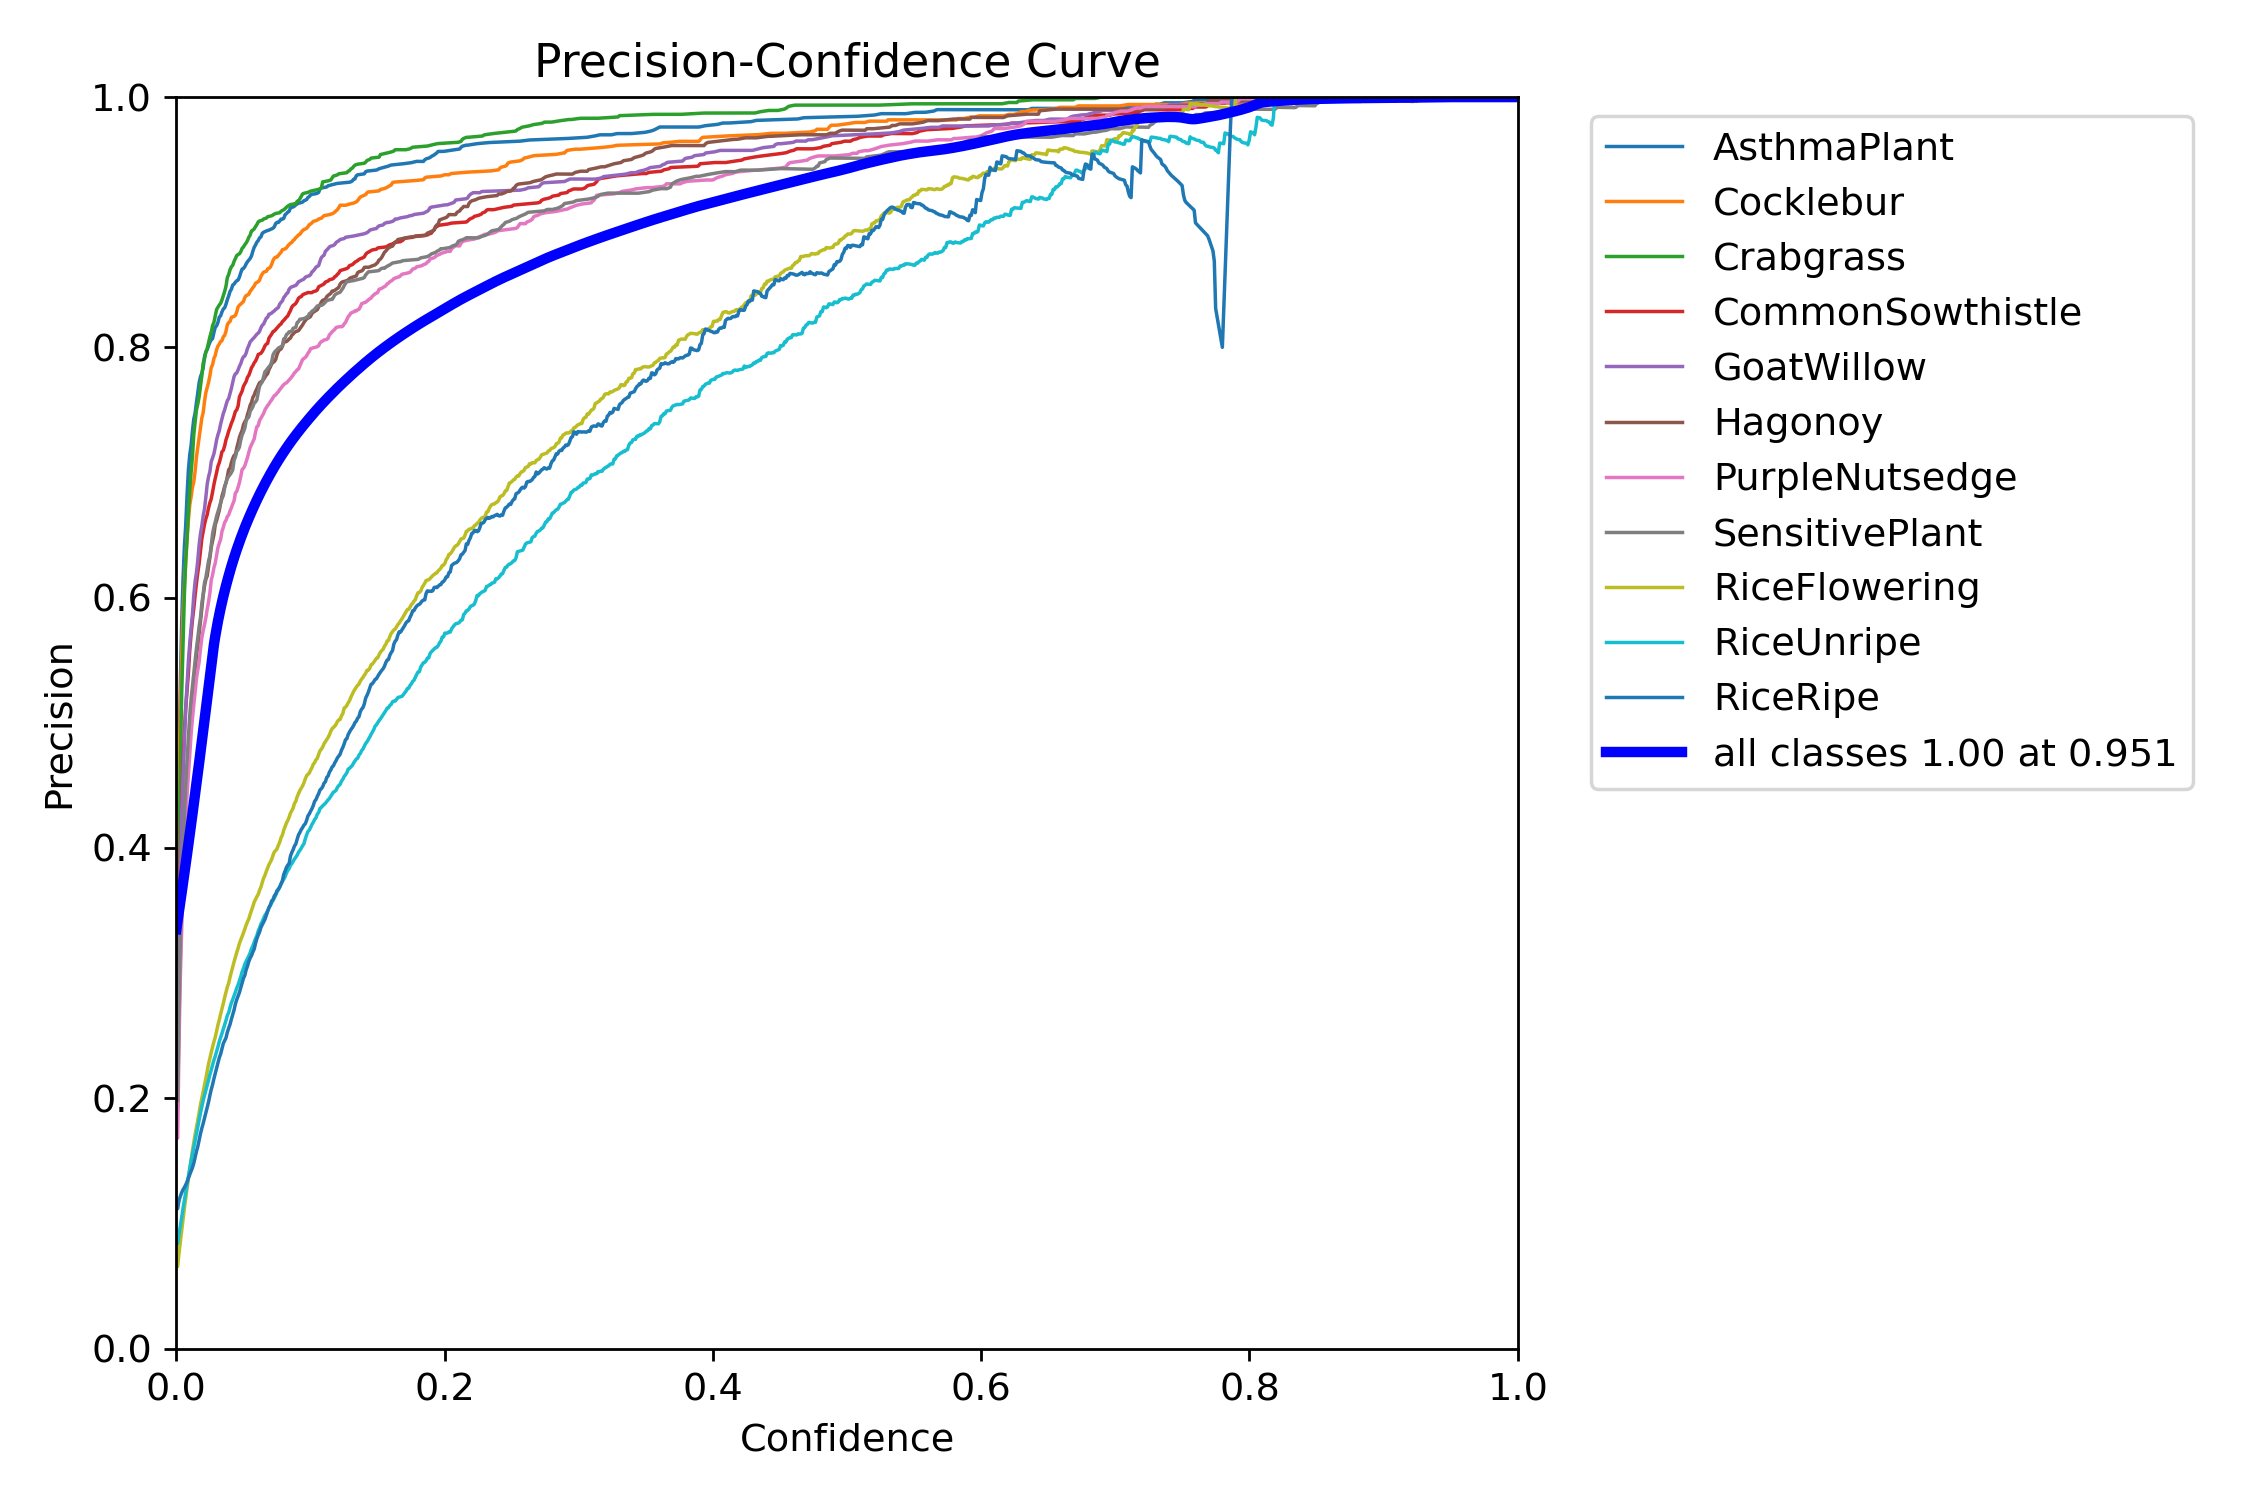 Precision-Confidence Curve
1.0
0.8
0.6
0.4
0.2
0.0
Precision
0.0 0.2 0.4 0.6 0.8 1.0
Confidence
AsthmaPlant
Cocklebur
Crabgrass
CommonSowthistle
GoatWillow
Hagonoy
PurpleNutsedge
SensitivePlant
RiceFlowering
RiceUnripe
RiceRipe
all classes 1.00 at 0.951